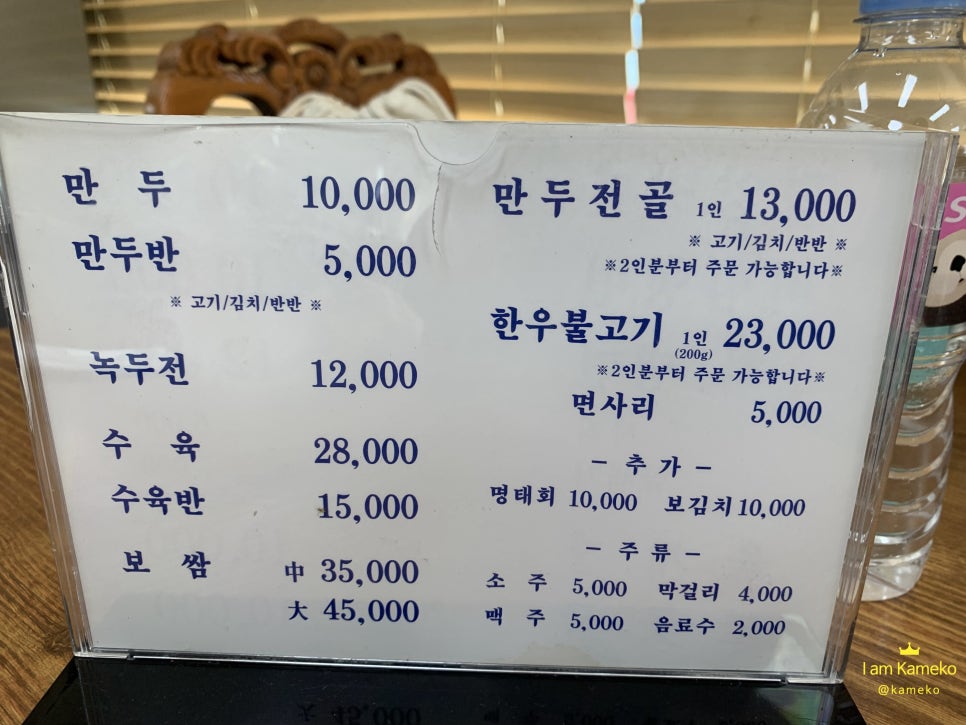 만 두 10,000
만두반 5,000
※ 고기/김치/반반 ※
녹두전 12,000
수 육 28,000
수육반 15,000
보 쌈 中 35,000
大 45,000
만 두 전 골 1인 13,000
※ 고기/김치/반반 ※
※2인분부터 주문 가능합니다※
한우불고기 1인 (200g) 23,000
※2인분부터 주문 가능합니다※
면사리 5,000
- 추 가 -
명태회 10,000 보김치 10,000
- 주 류 -
소 주 5,000 막걸리 4,000
맥 주 5,000 음료수 2,000
I am Kameko
@kameko